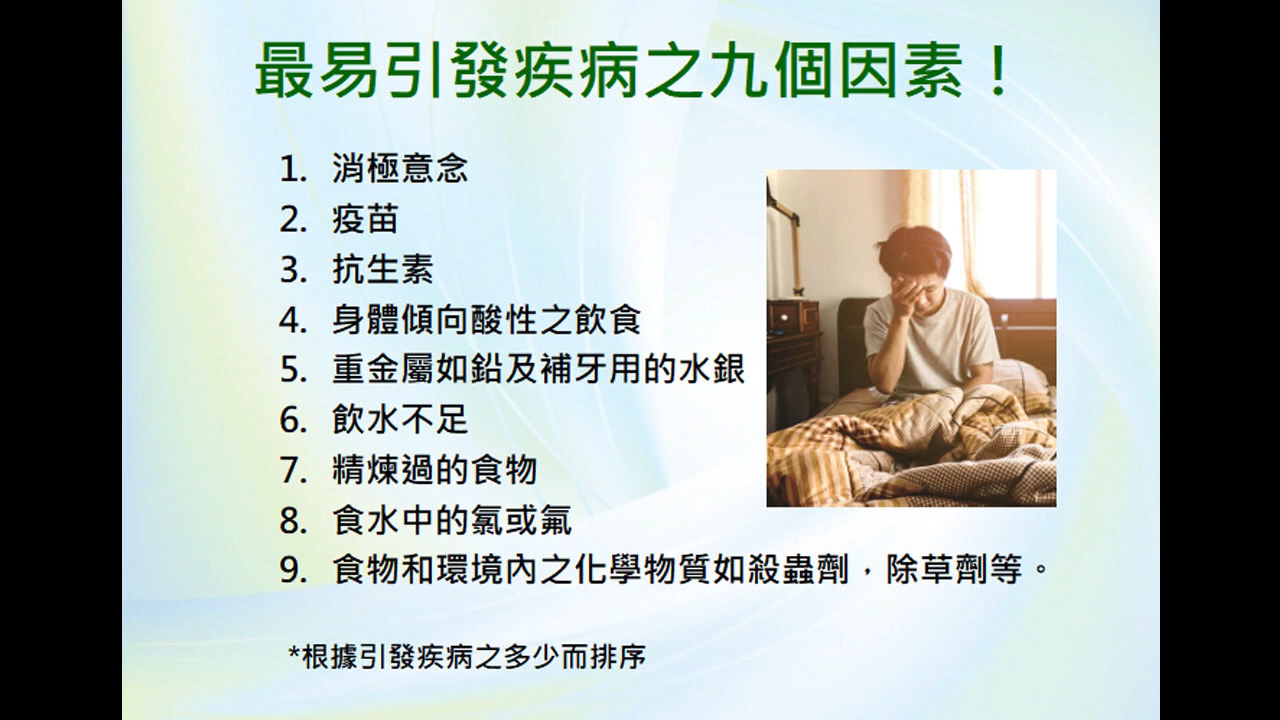 最易引發疾病之九個因素！
1. 消極意念
2. 疫苗
3. 抗生素
4. 身體傾向酸性之飲食
5. 重金屬如鉛及補牙用的水銀
6. 飲水不足
7. 精煉過的食物
8. 食水中的氯或氟
9. 食物和環境內之化學物質如殺蟲劑，除草劑等。
*根據引發疾病之多少而排序